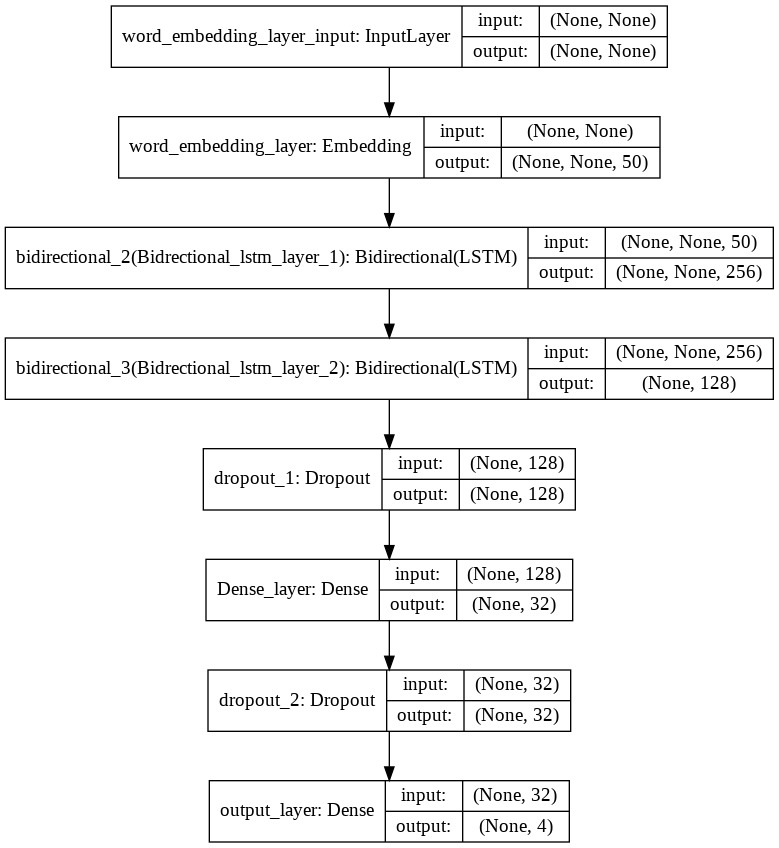 word_embedding_layer_input: InputLayer
input: (None, None)
output: (None, None)
word_embedding_layer: Embedding
input: (None, None)
output: (None, None, 50)
bidirectional_2(Bidrectional_lstm_layer_1): Bidirectional(LSTM)
input: (None, None, 50)
output: (None, None, 256)
bidirectional_3(Bidrectional_lstm_layer_2): Bidirectional(LSTM)
input: (None, None, 256)
output: (None, 128)
dropout_1: Dropout
input: (None, 128)
output: (None, 128)
Dense_layer: Dense
input: (None, 128)
output: (None, 32)
dropout_2: Dropout
input: (None, 32)
output: (None, 32)
output_layer: Dense
input: (None, 32)
output: (None, 4)